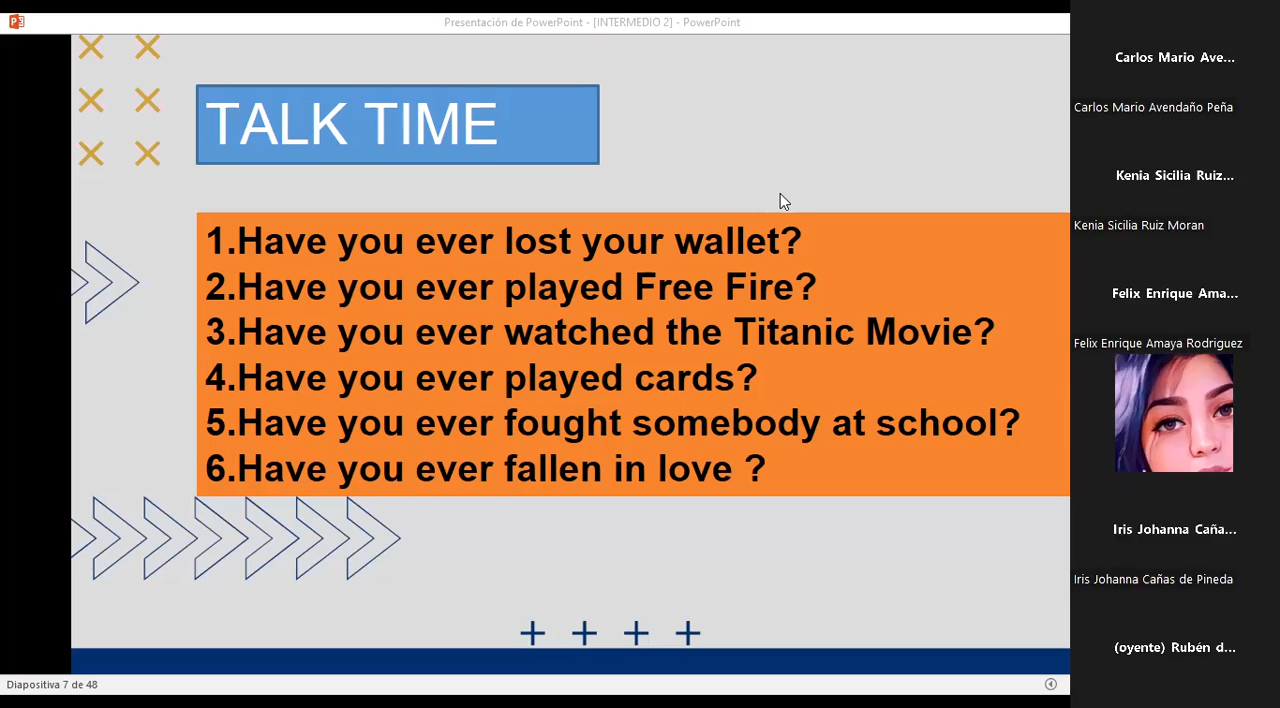 Presentación de PowerPoint - [INTERMEDIO 2] - PowerPoint
TALK TIME
1.Have you ever lost your wallet?
2.Have you ever played Free Fire?
3.Have you ever watched the Titanic Movie?
4.Have you ever played cards?
5.Have you ever fought somebody at school?
6.Have you ever fallen in love ?
Diapositiva 7 de 48
Carlos Mario Ave...
Carlos Mario Avendaño Peña
Kenia Sicilia Ruiz...
Kenia Sicilia Ruiz Moran
Felix Enrique Ama...
Felix Enrique Amaya Rodriguez
Iris Johanna Caña...
Iris Johanna Cañas de Pineda
(oyente) Rubén d...